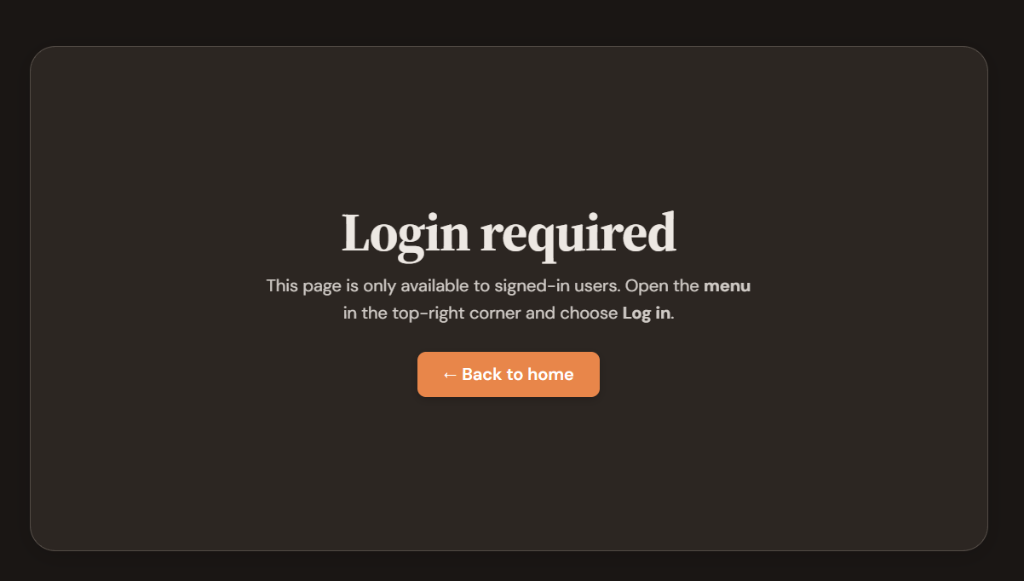 Login required
This page is only available to signed-in users. Open the menu
in the top-right corner and choose Log in.
← Back to home